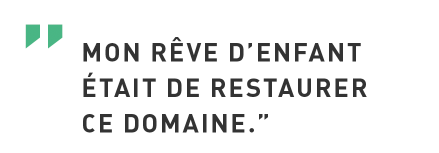 MON RÊVE D’ENFANT
ÉTAIT DE RESTAURER
CE DOMAINE.”